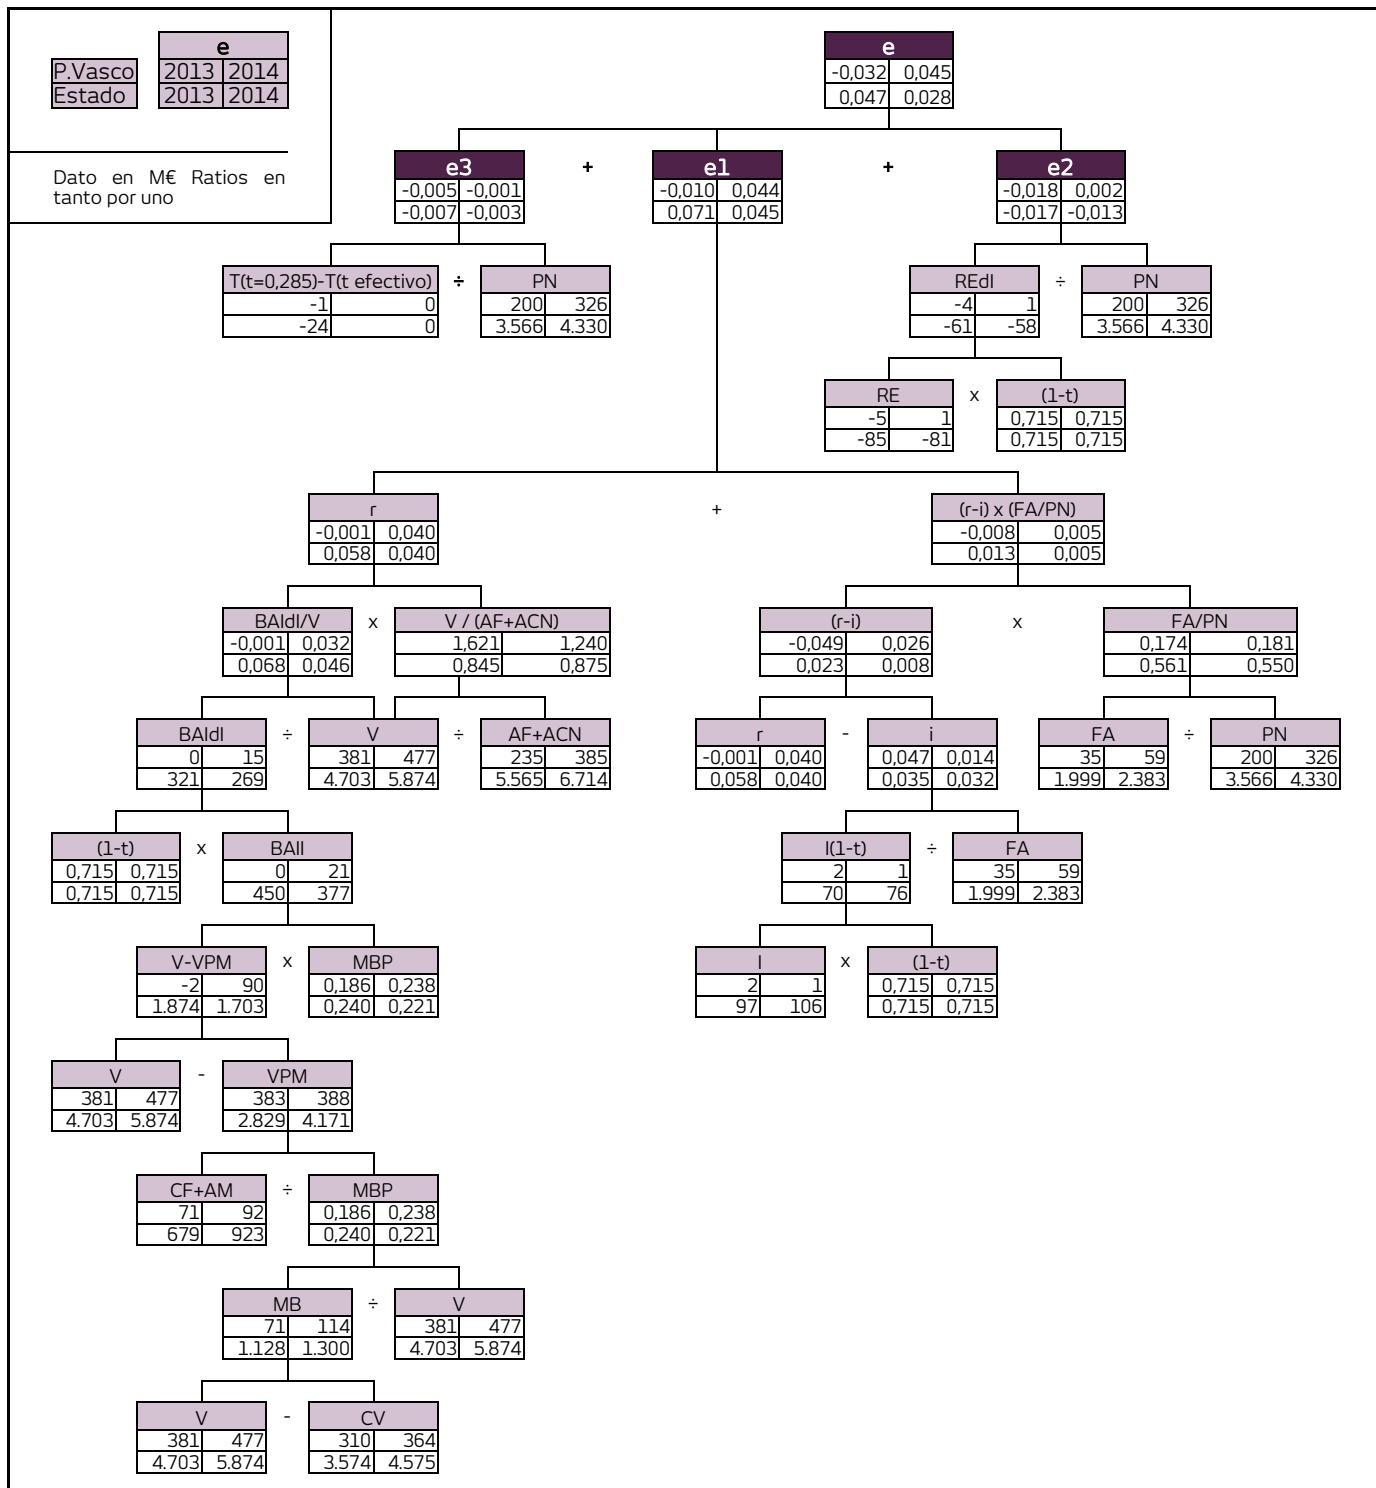 e
P.Vasco 2013 2014
Estado 2013 2014
Dato en M€ Ratios en
tanto por uno
e
-0,032 0,045
0,047 0,028
e3 + e1 + e2
-0,005 -0,001 -0,010 0,044 -0,018 0,002
-0,007 -0,003 0,071 0,045 -0,017 -0,013
T(t=0,285)-T(t efectivo) ÷ PN REdI ÷ PN
-1 0 200 326 -4 1 200 326
-24 0 3.566 4.330 -61 -58 3.566 4.330
RE x (1-t)
-5 1 0,715 0,715
-85 -81 0,715 0,715
r + (r-i) x (FA/PN)
-0,001 0,040 -0,008 0,005
0,058 0,040 0,013 0,005
BAIdI/V x V / (AF+ACN) (r-i) x FA/PN
-0,001 0,032 1,621 1,240 -0,049 0,026 0,174 0,181
0,068 0,046 0,845 0,875 0,023 0,008 0,561 0,550
BAIdI ÷ V ÷ AF+ACN r - i FA ÷ PN
0 15 381 477 235 385 -0,001 0,040 0,047 0,014 35 59 200 326
321 269 4.703 5.874 5.565 6.714 0,058 0,040 0,035 0,032 1.999 2.383 3.566 4.330
(1-t) x BAII I(1-t) ÷ FA
0,715 0,715 0 21 2 1 35 59
0,715 0,715 450 377 70 76 1.999 2.383
V-VPM x MBP I x (1-t)
-2 90 0,186 0,238 2 1 0,715 0,715
1.874 1.703 0,240 0,221 97 106 0,715 0,715
V - VPM
381 477 383 388
4.703 5.874 2.829 4.171
CF+AM ÷ MBP
71 92 0,186 0,238
679 923 0,240 0,221
MB ÷ V
71 114 381 477
1.128 1.300 4.703 5.874
V - CV
381 477 310 364
4.703 5.874 3.574 4.575